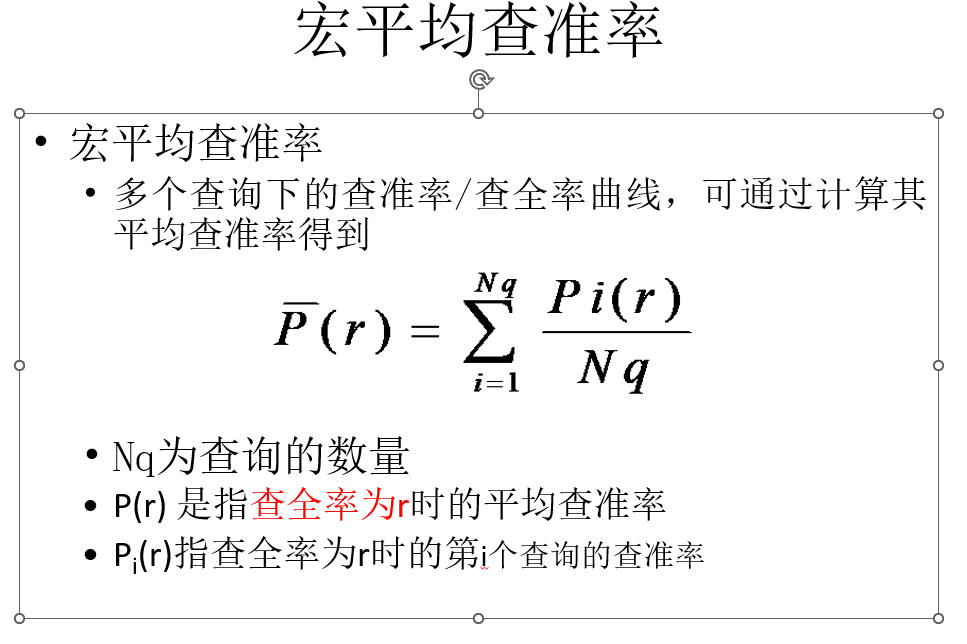 宏平均查准率
• 宏平均查准率
• 多个查询下的查准率/查全率曲线，可通过计算其
平均查准率得到
P̅(r) = ∑_{i=1}^{Nq} Pi(r)/Nq
• Nq为查询的数量
• P(r) 是指查全率为r时的平均查准率
• Pᵢ(r)指查全率为r时的第i个查询的查准率